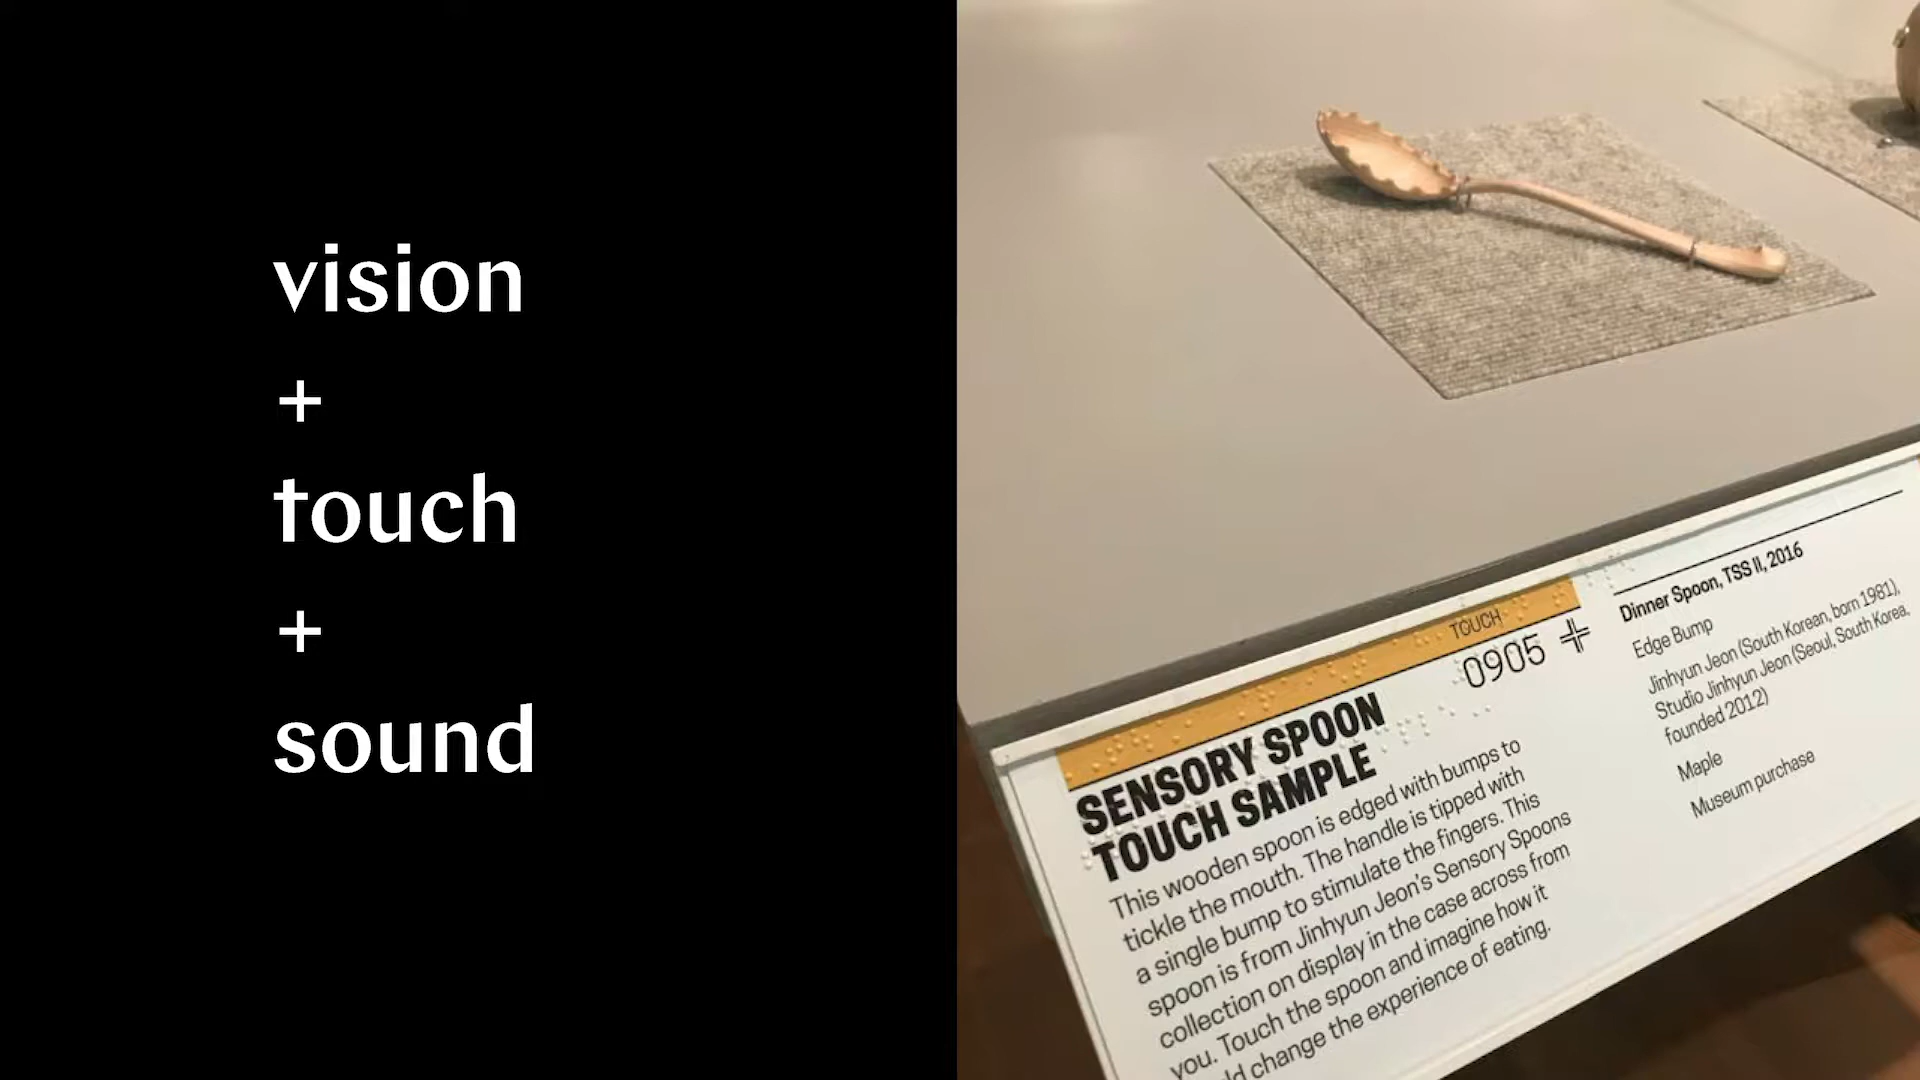 vision
+
touch
+
sound
TOUCH
0905 +
SENSORY SPOON
TOUCH SAMPLE
This wooden spoon is edged with bumps to
tickle the mouth. The handle is tipped with
a single bump to stimulate the fingers. This
spoon is from Jinhyun Jeon's Sensory Spoons
collection on display in the case across from
you. Touch the spoon and imagine how it
change the experience of eating.
Dinner Spoon, TSS II, 2016
Edge Bump
Jinhyun Jeon (South Korean, born 1981),
Studio Jinhyun Jeon (Seoul, South Korea,
founded 2012)
Maple
Museum purchase